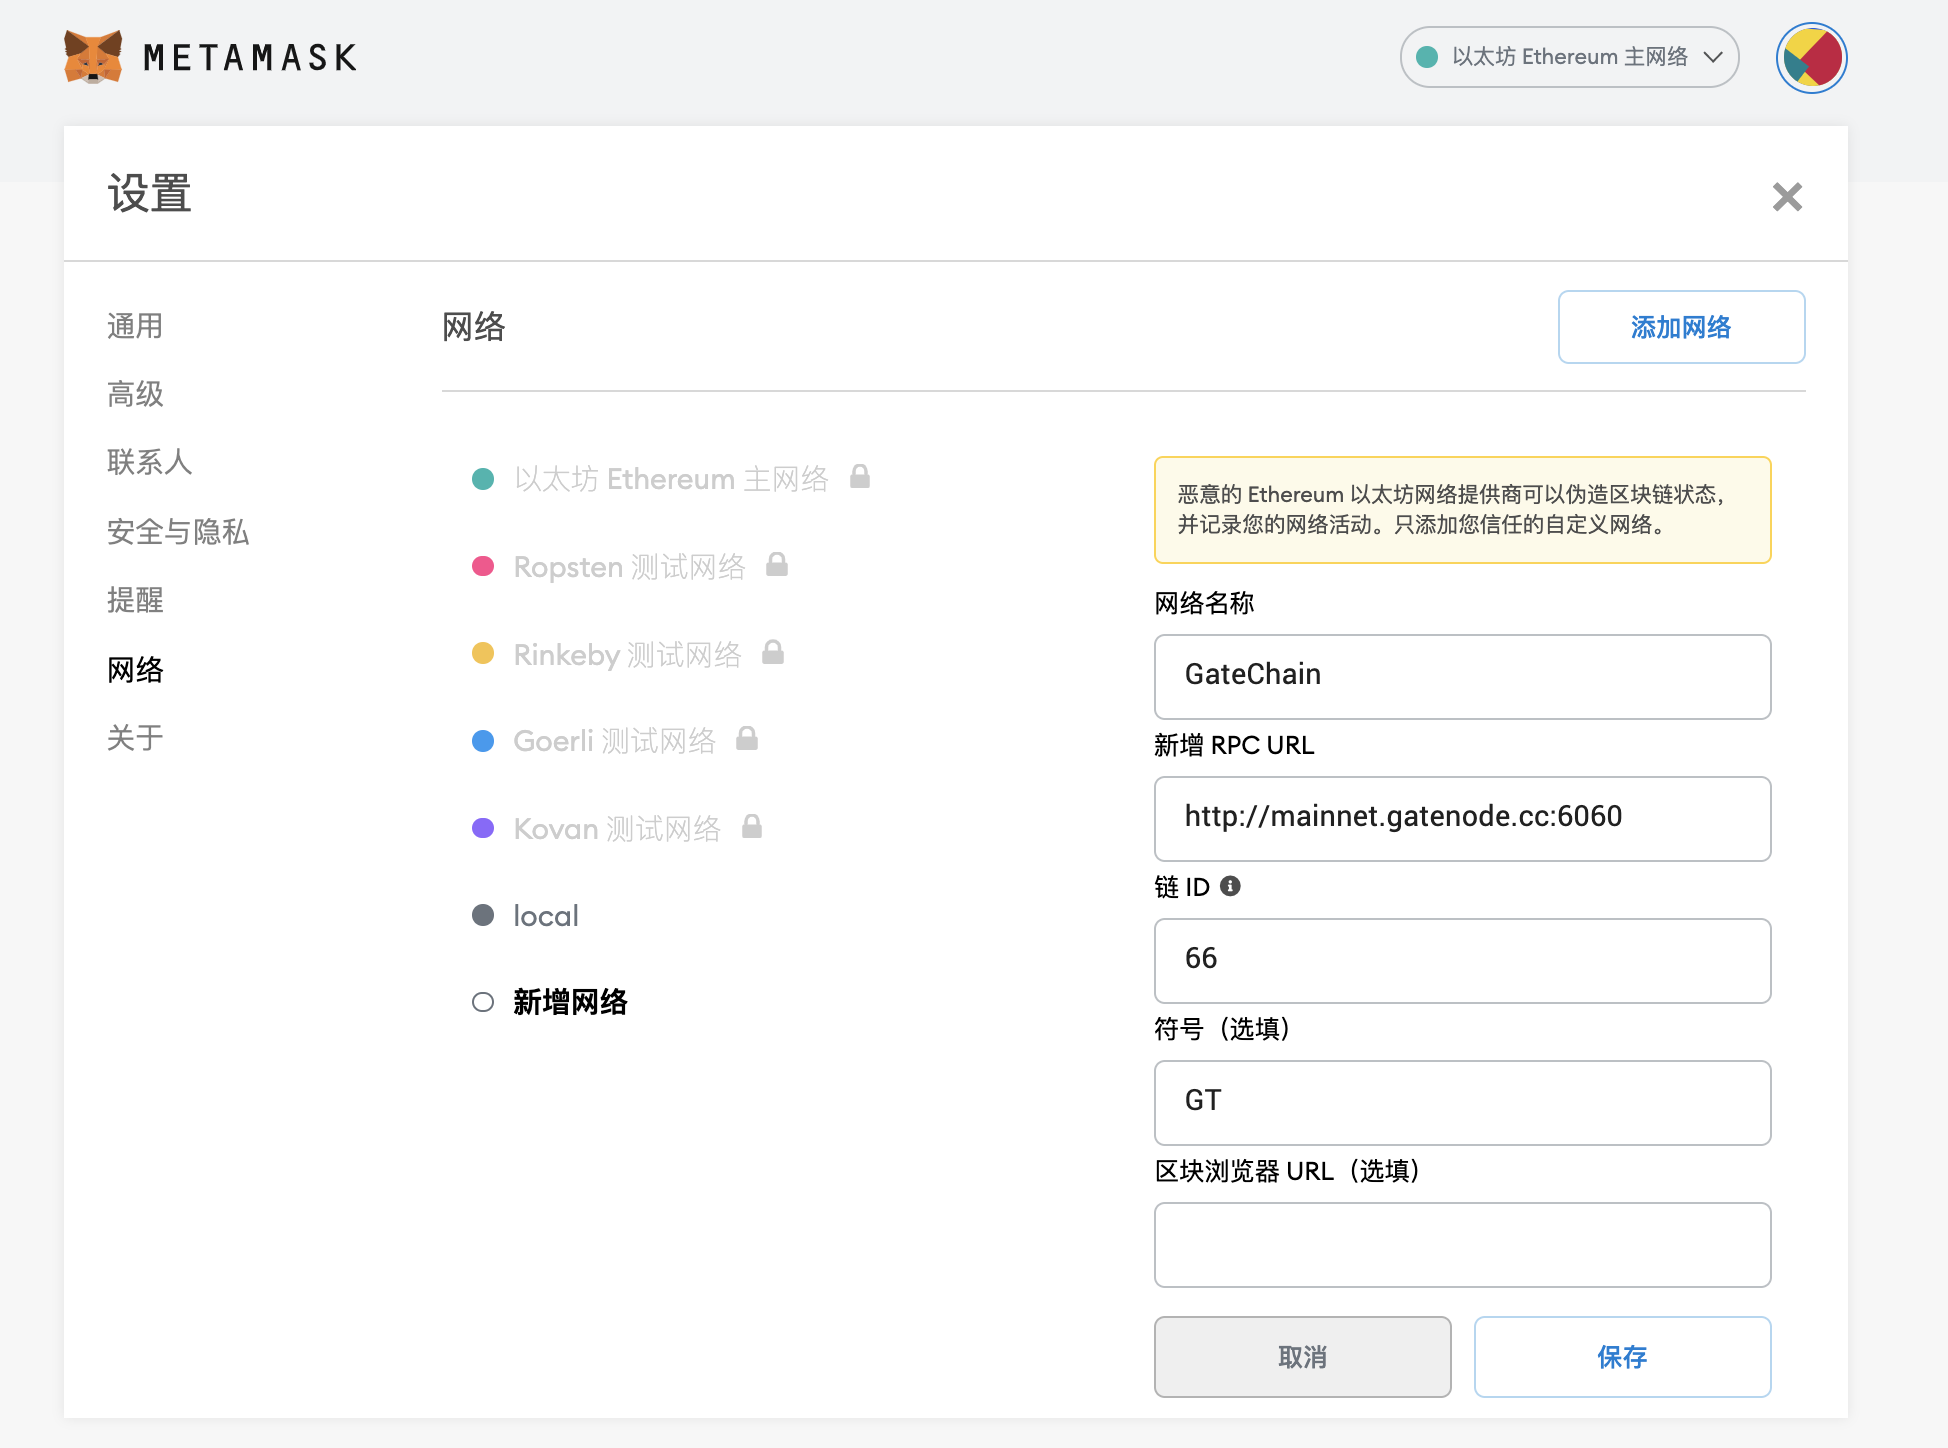 METAMASK
以太坊 Ethereum 主网络
设置
通用
高级
联系人
安全与隐私
提醒
网络
关于
网络
添加网络
以太坊 Ethereum 主网络
Ropsten 测试网络
Rinkeby 测试网络
Goerli 测试网络
Kovan 测试网络
local
新增网络
恶意的 Ethereum 以太坊网络提供商可以伪造区块链状态，
并记录您的网络活动。只添加您信任的自定义网络。
网络名称
GateChain
新增 RPC URL
http://mainnet.gatenode.cc:6060
链 ID
66
符号（选填）
GT
区块浏览器 URL（选填）
取消
保存